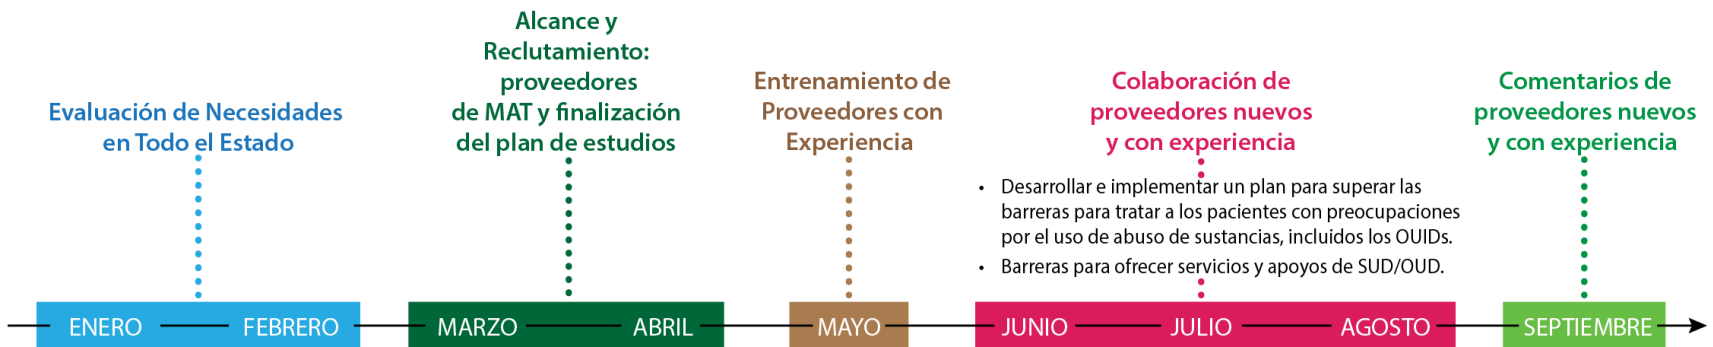 Evaluación de Necesidades
en Todo el Estado
Alcance y
Reclutamiento:
proveedores
de MAT y finalización
del plan de estudios
Entrenamiento de
Proveedores con
Experiencia
Colaboración de
proveedores nuevos
y con experiencia
• Desarrollar e implementar un plan para superar las
barreras para tratar a los pacientes con preocupaciones
por el uso de abuso de sustancias, incluidos los OUIDs.
• Barreras para ofrecer servicios y apoyos de SUD/OUD.
Comentarios de
proveedores nuevos
y con experiencia
ENERO FEBRERO MARZO ABRIL MAYO JUNIO JULIO AGOSTO SEPTIEMBRE